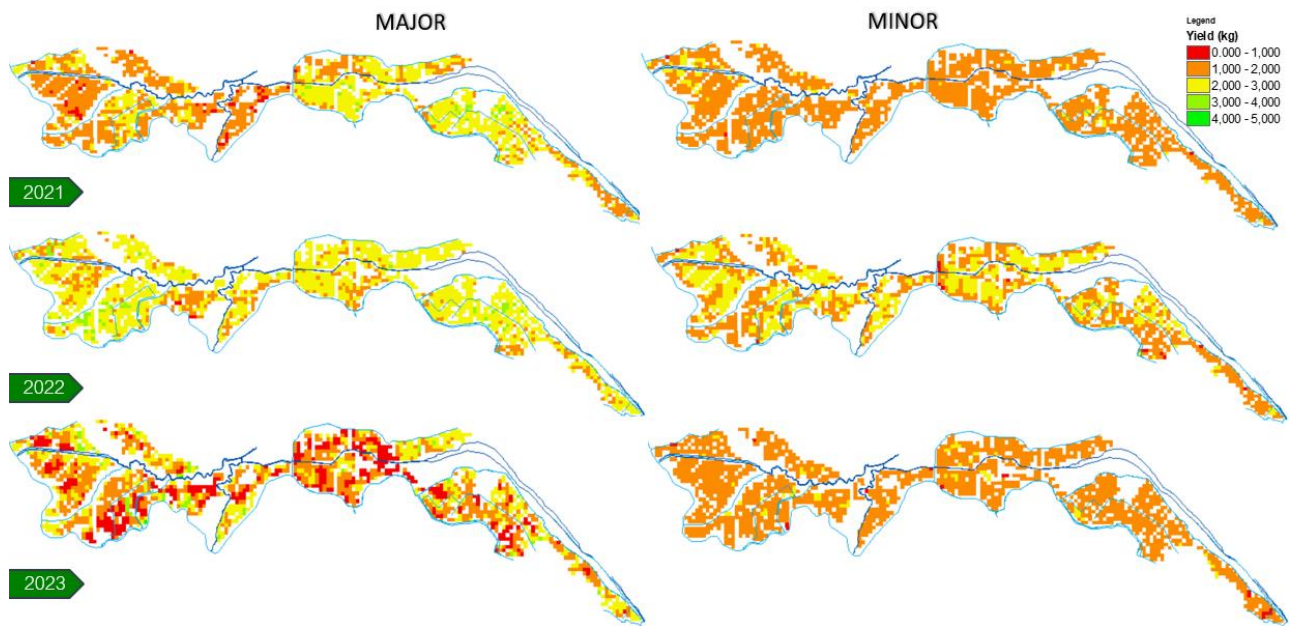 MAJOR
MINOR
Legend
Yield (kg)
0.000 - 1,000
1,000 - 2,000
2,000 - 3,000
3,000 - 4,000
4,000 - 5,000
2021
2022
2023